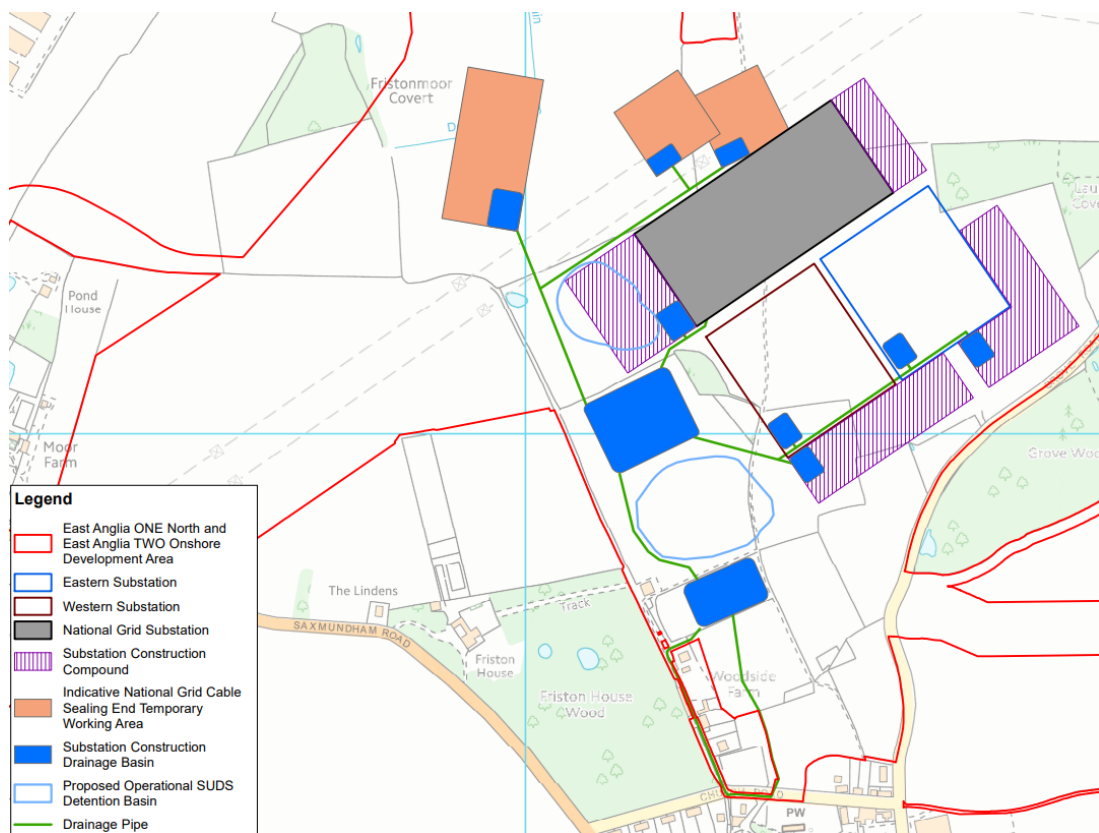 Fristonmoor
Covert
D
Pond
House
Moor
Farm
Grove Woo
Legend
East Anglia ONE North and
East Anglia TWO Onshore
Development Area
Eastern Substation
Western Substation
National Grid Substation
Substation Construction
Compound
Indicative National Grid Cable
Sealing End Temporary
Working Area
Substation Construction
Drainage Basin
Proposed Operational SUDS
Detention Basin
Drainage Pipe
The Lindens
SAXMUNDHAM ROAD
Track
Friston
House
Friston House
Wood
Woodside
Farm
PW